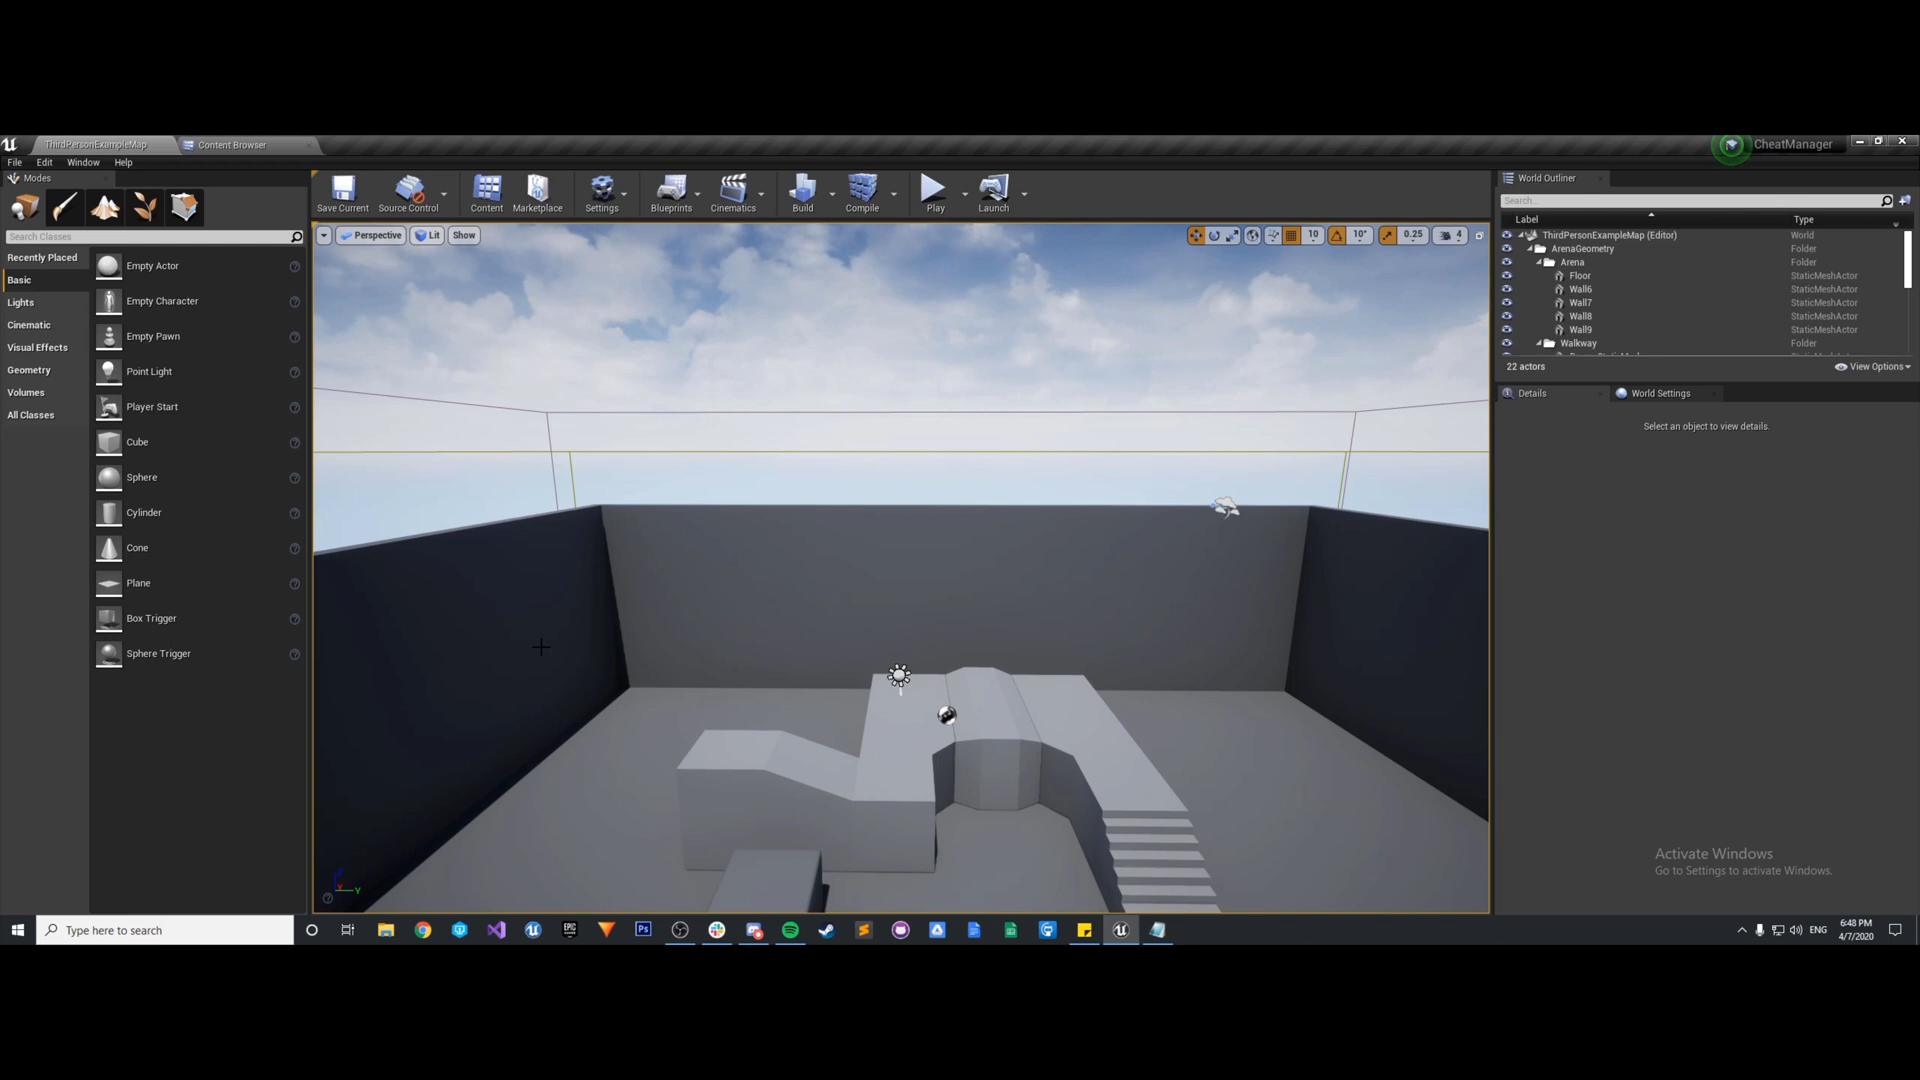 ThirdPersonExampleMap
Content Browser
CheatManager
File Edit Window Help
Modes
Save Current
Source Control
Content
Marketplace
Settings
Blueprints
Cinematics
Build
Compile
Play
Launch
Search Classes
Recently Placed
Basic
Lights
Cinematic
Visual Effects
Geometry
Volumes
All Classes
Empty Actor
Empty Character
Empty Pawn
Point Light
Player Start
Cube
Sphere
Cylinder
Cone
Plane
Box Trigger
Sphere Trigger
Perspective
Lit
Show
10
10°
0.25
4
World Outliner
Search...
Label Type
ThirdPersonExampleMap (Editor) World
ArenaGeometry Folder
Arena Folder
Floor StaticMeshActor
Wall6 StaticMeshActor
Wall7 StaticMeshActor
Wall8 StaticMeshActor
Wall9 StaticMeshActor
Walkway Folder
22 actors
View Options
Details
World Settings
Select an object to view details.
Activate Windows
Go to Settings to activate Windows.
Y
Type here to search
EPIC
Ps
ENG
6:48 PM
4/7/2020